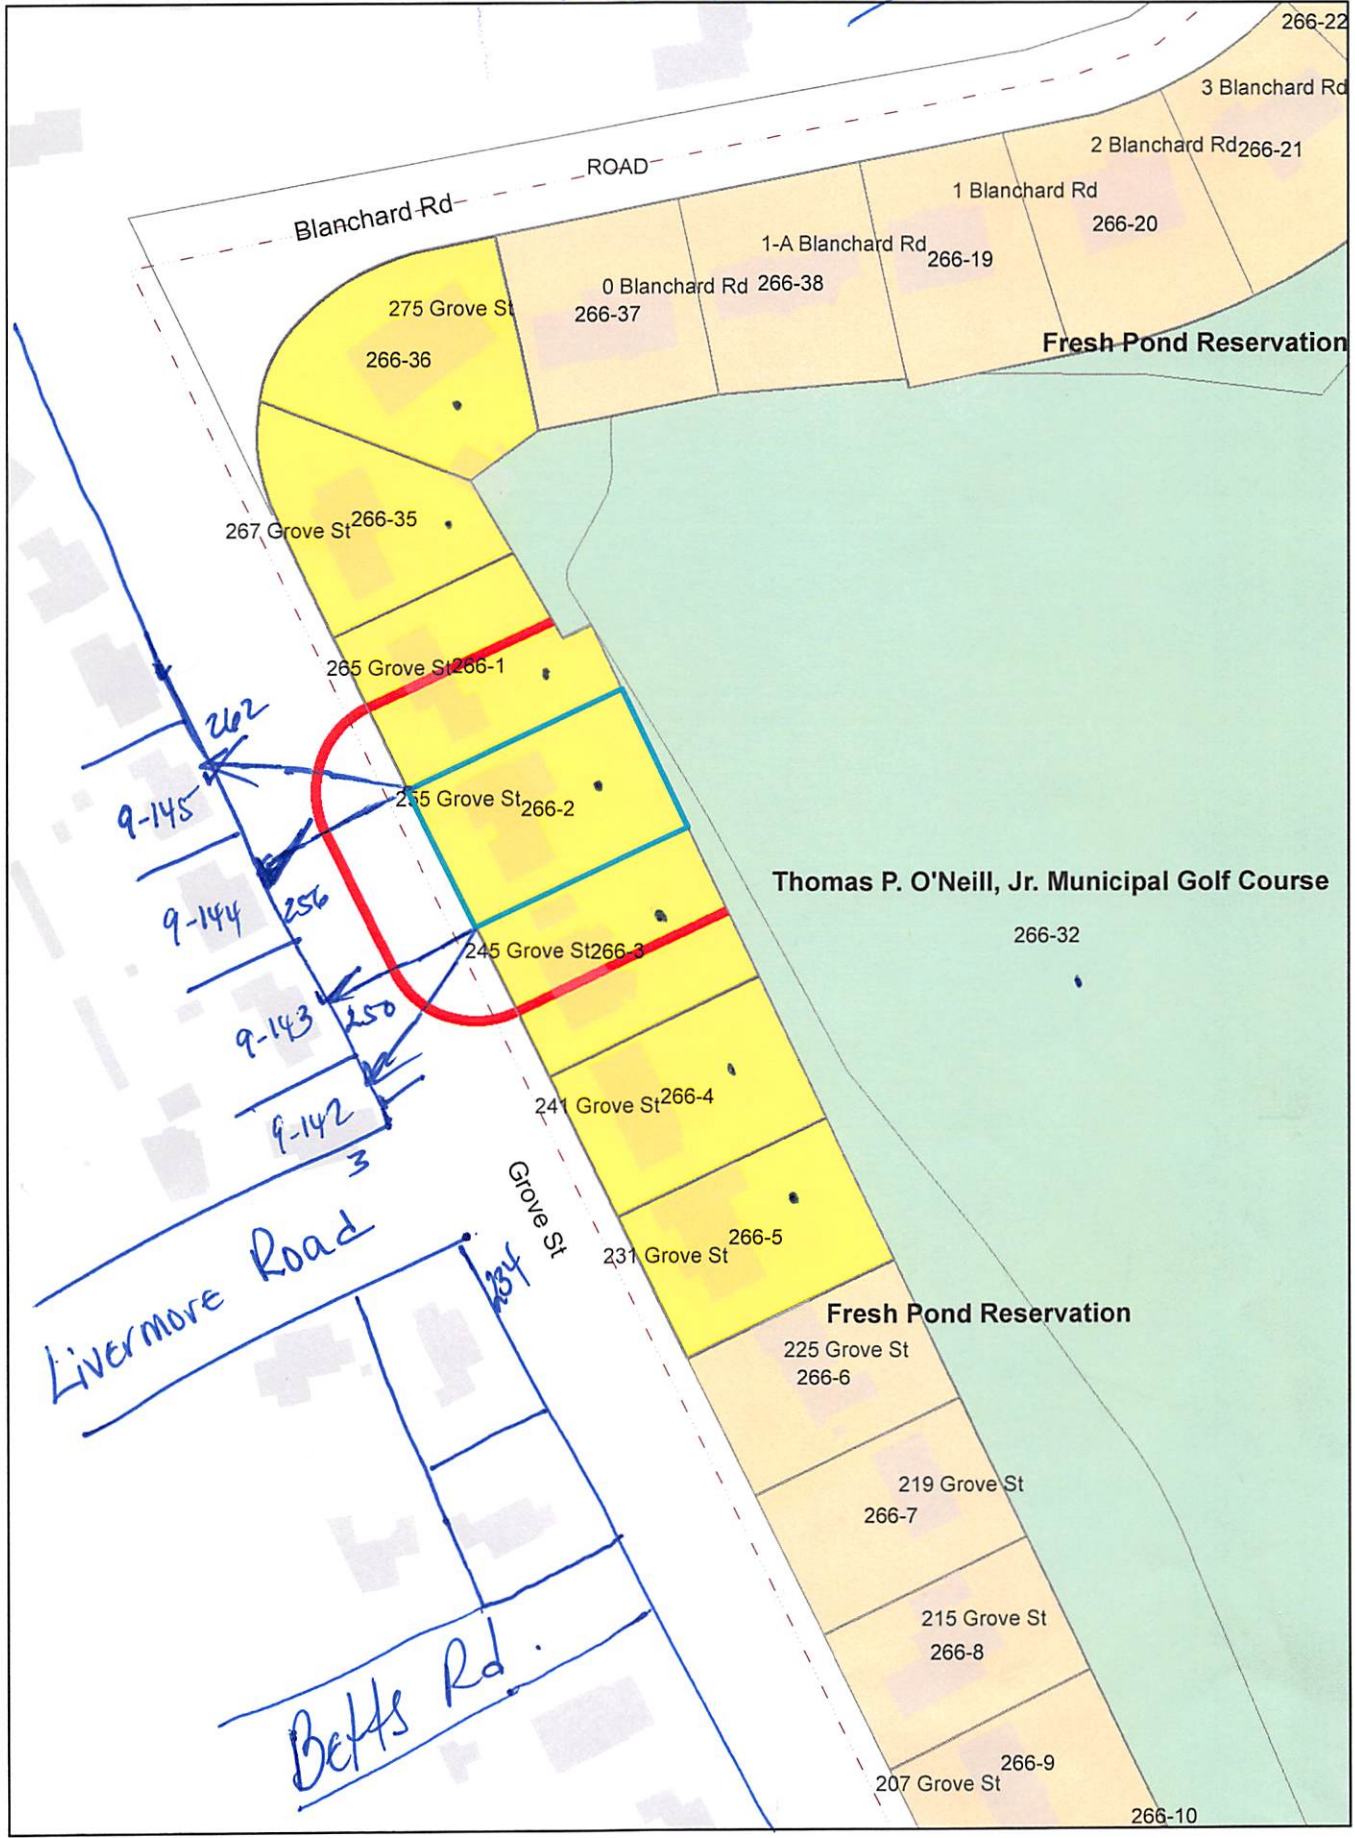 266-22
3 Blanchard Rd
2 Blanchard Rd 266-21
ROAD
1 Blanchard Rd
266-20
Blanchard Rd
1-A Blanchard Rd 266-19
0 Blanchard Rd 266-38
266-37
275 Grove St
266-36
Fresh Pond Reservation
267 Grove St 266-35
265 Grove St 266-1
262
9-145
255 Grove St 266-2
Thomas P. O'Neill, Jr. Municipal Golf Course
266-32
9-144 256
245 Grove St 266-3
9-143 250
241 Grove St 266-4
9-142
3
Grove St
Livermore Road
234
231 Grove St 266-5
Fresh Pond Reservation
225 Grove St
266-6
219 Grove St
266-7
215 Grove St
266-8
Betts Rd.
207 Grove St 266-9
266-10